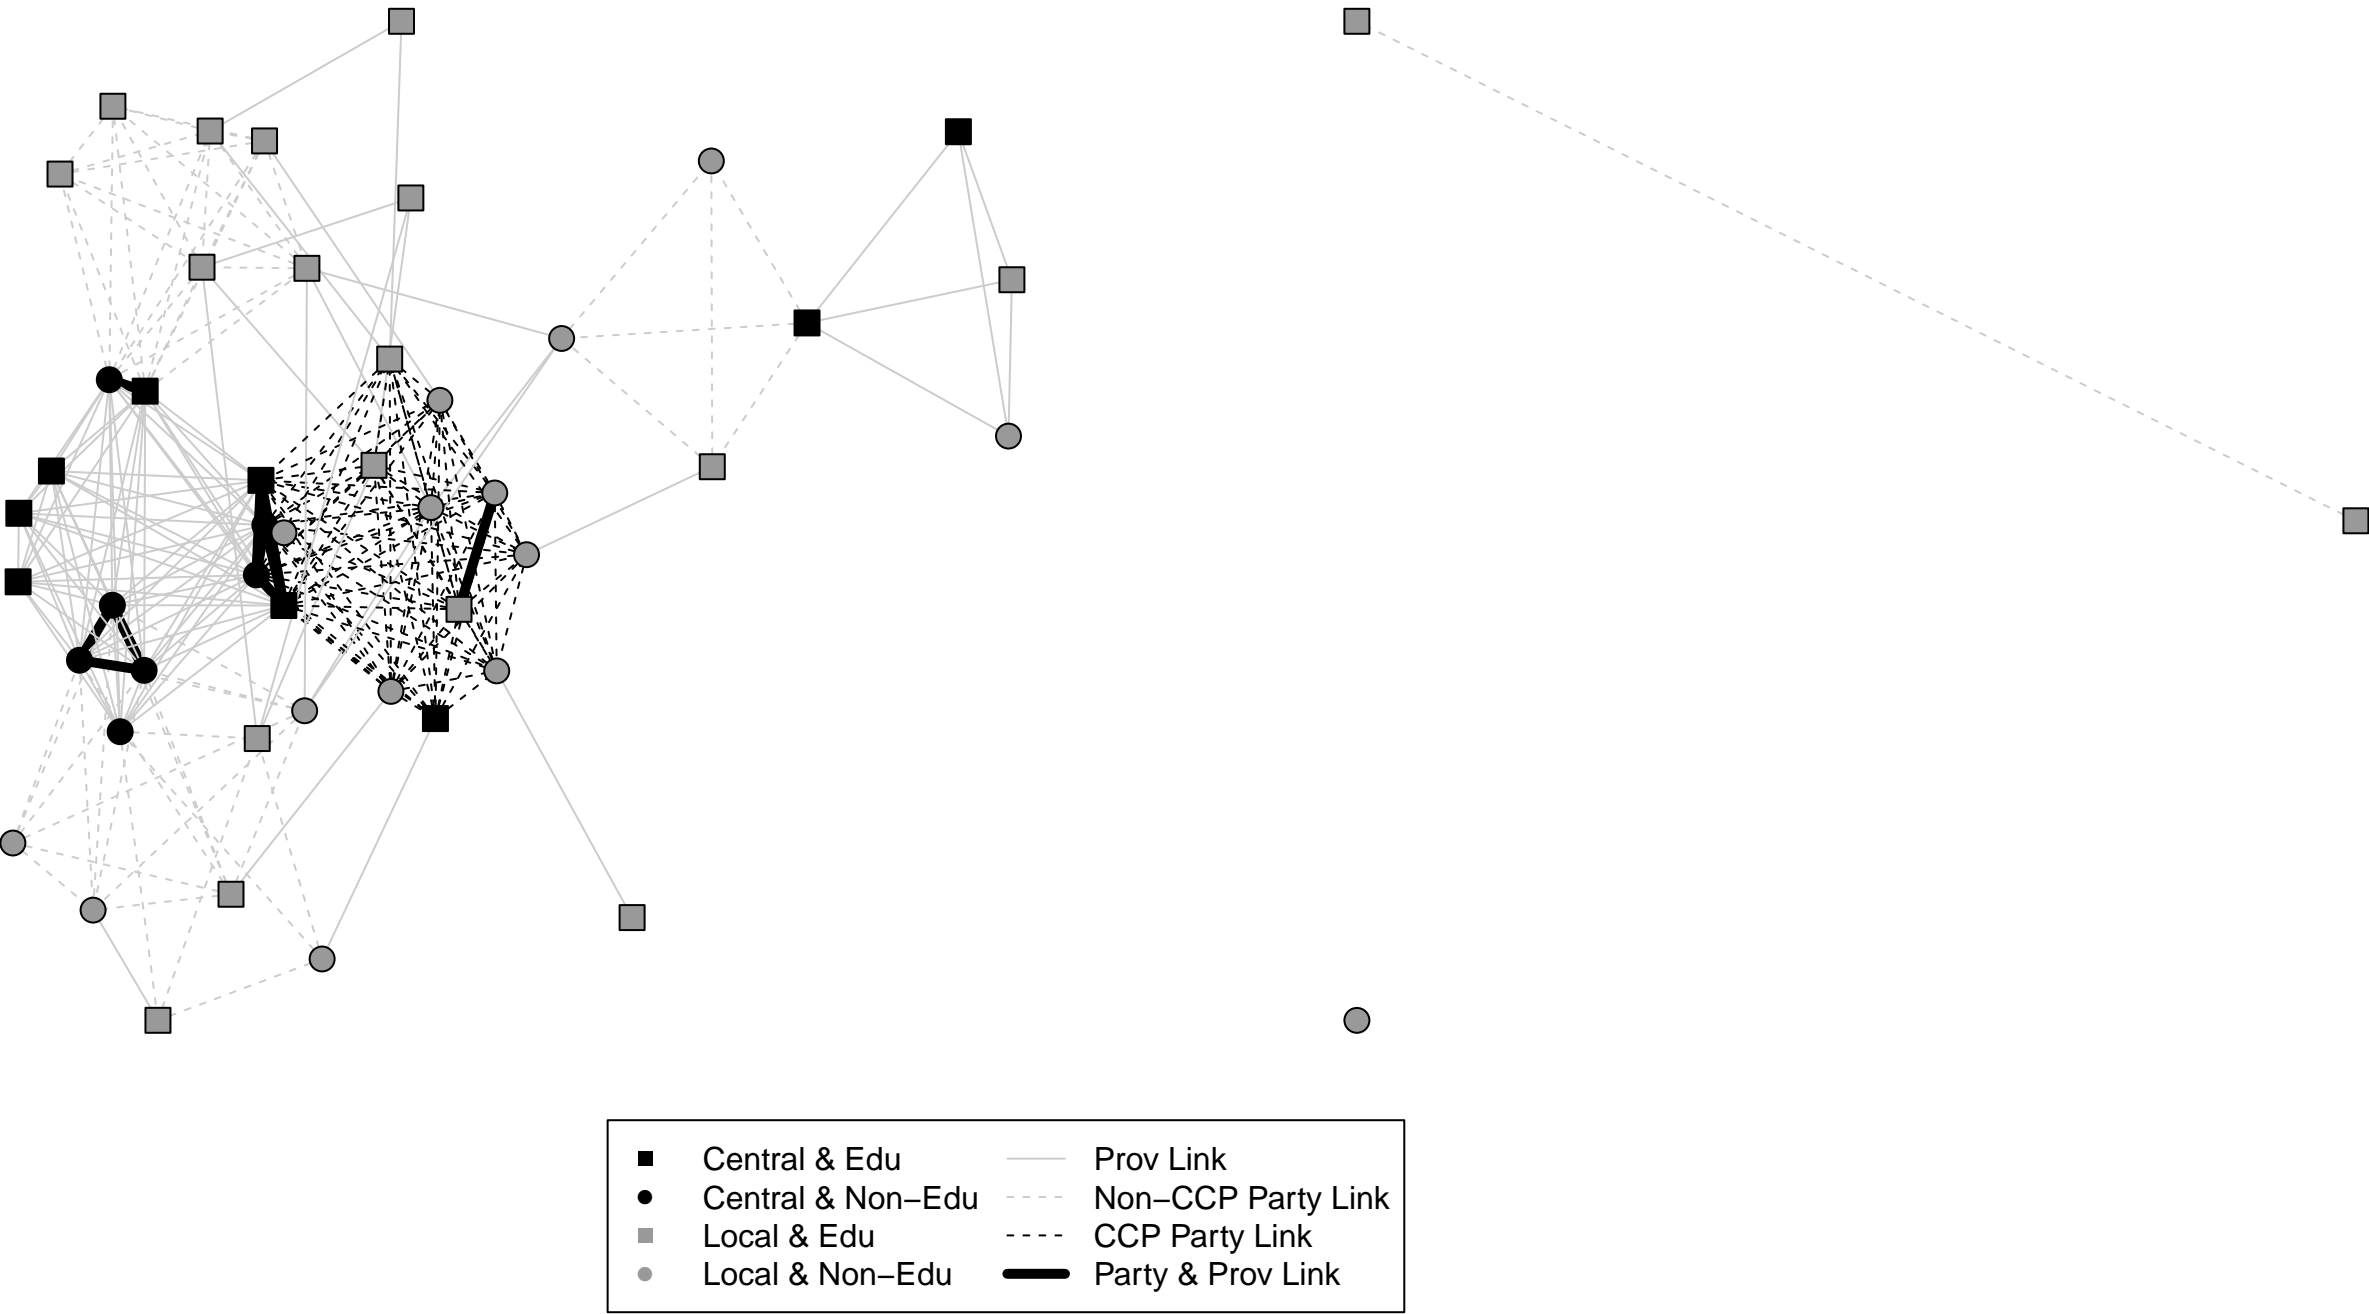 Central & Edu
Central & Non−Edu
Local & Edu
Local & Non−Edu
Prov Link
Non−CCP Party Link
CCP Party Link
Party & Prov Link